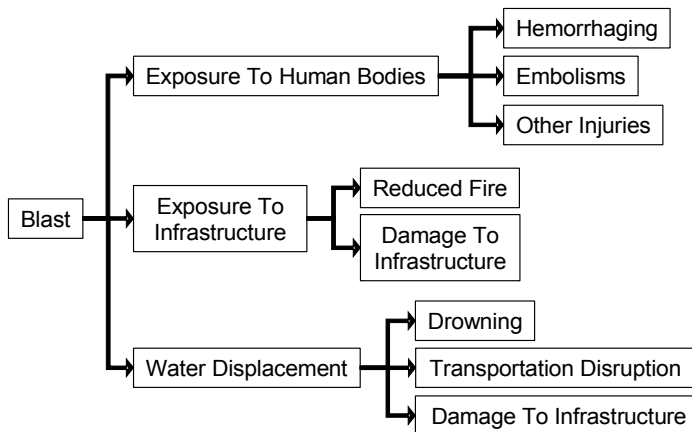 Hemorrhaging
Exposure To Human Bodies
Embolisms
Other Injuries
Blast
Exposure To
Infrastructure
Reduced Fire
Damage To
Infrastructure
Drowning
Water Displacement
Transportation Disruption
Damage To Infrastructure